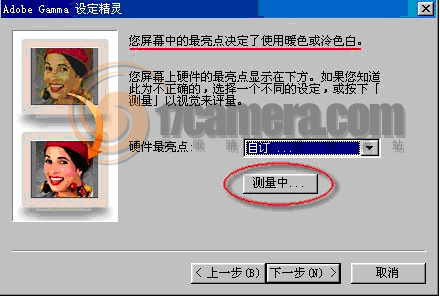 Adobe Gamma 设定精灵
您屏幕中的最亮点决定了使用暖色或泠色白。
您屏幕上硬件的最亮点显示在下方。如果您知道
此为不正确的,选择一个不同的设定,或按下「
测量」以视觉来评量。
17camera.com
硬件最亮点:
自订 ...
测量中...
< 上一步(B)
下一步(N) >
取消